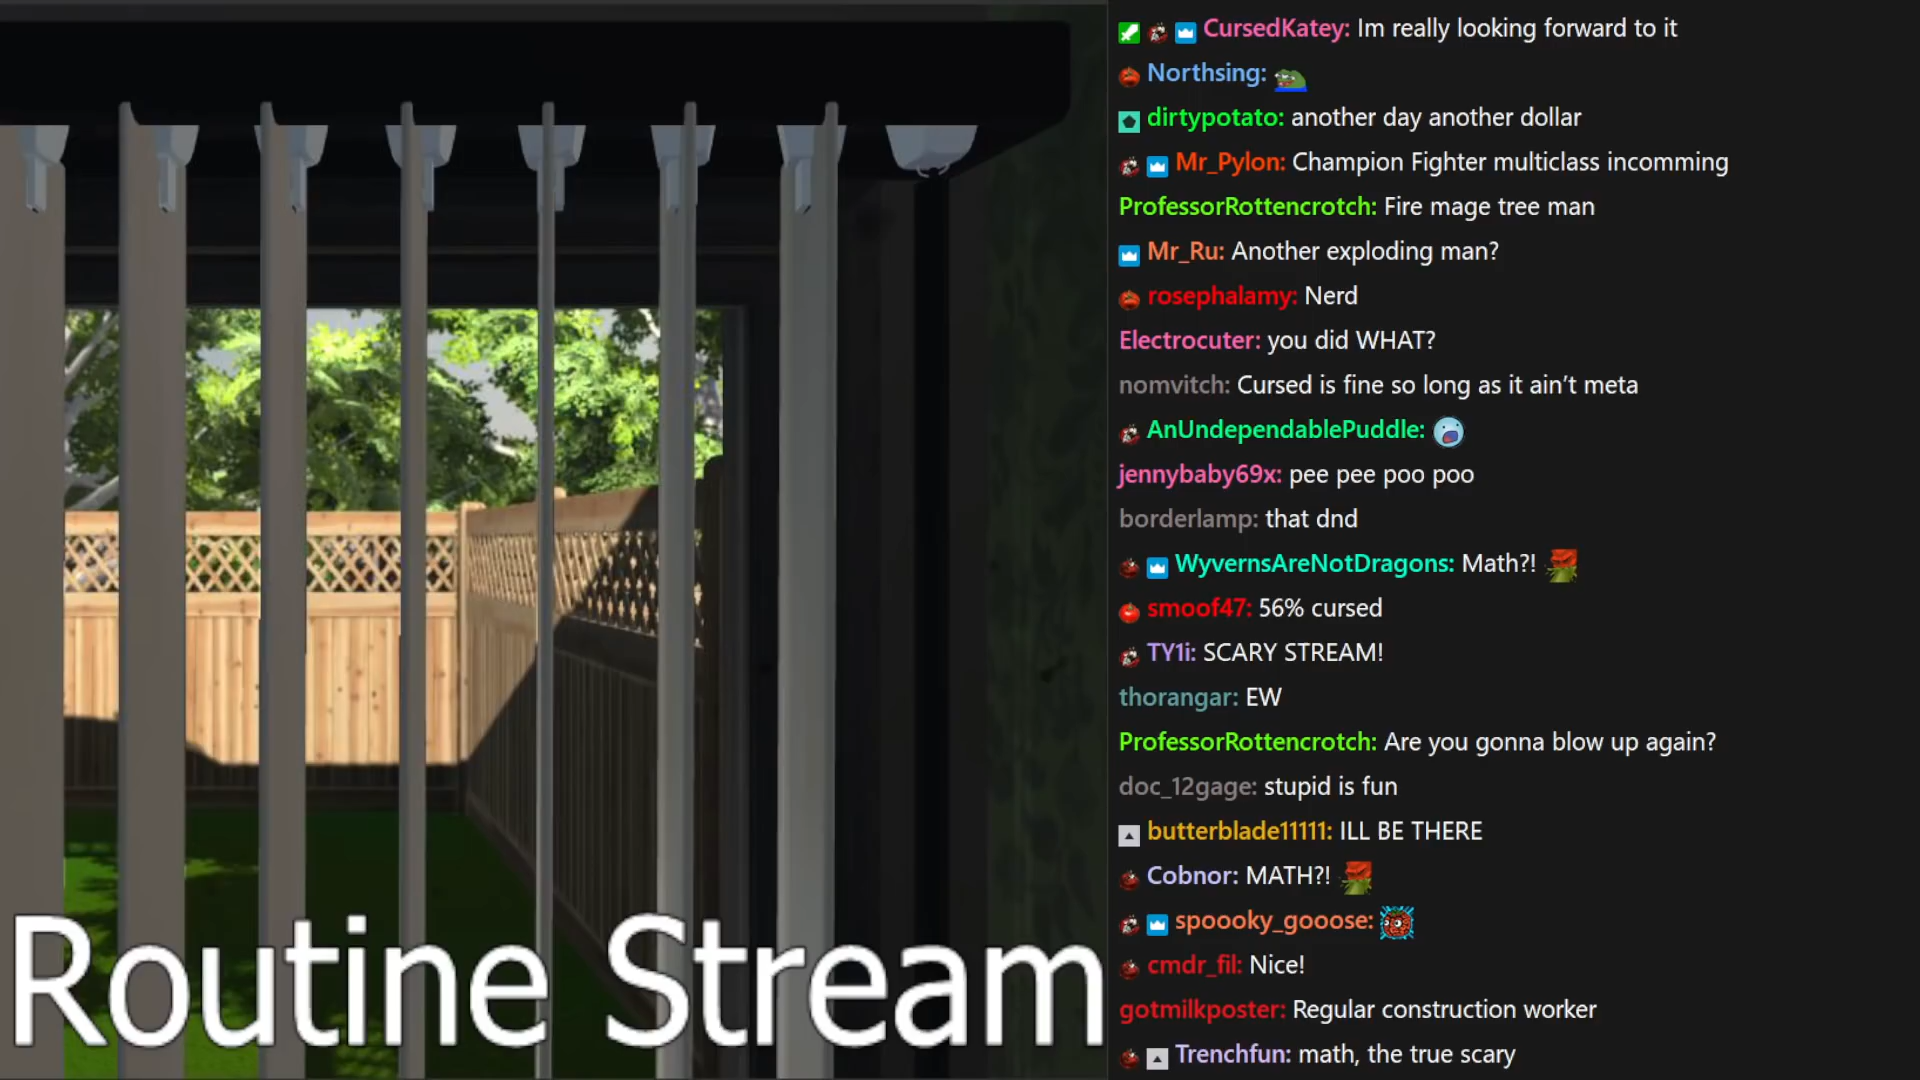 CursedKatey: Im really looking forward to it
Northsing:
dirtypotato: another day another dollar
Mr_Pylon: Champion Fighter multiclass incomming
ProfessorRottencrotch: Fire mage tree man
Mr_Ru: Another exploding man?
rosephalamy: Nerd
Electrocuter: you did WHAT?
nomvitch: Cursed is fine so long as it ain’t meta
AnUndependablePuddle:
jennybaby69x: pee pee poo poo
borderlamp: that dnd
WyvernsAreNotDragons: Math?!
smoof47: 56% cursed
TY1i: SCARY STREAM!
thorangar: EW
ProfessorRottencrotch: Are you gonna blow up again?
doc_12gage: stupid is fun
butterblade11111: ILL BE THERE
Cobnor: MATH?!
spoooky_gooose:
cmdr_fil: Nice!
gotmilkposter: Regular construction worker
Trenchfun: math, the true scary
Routine Stream